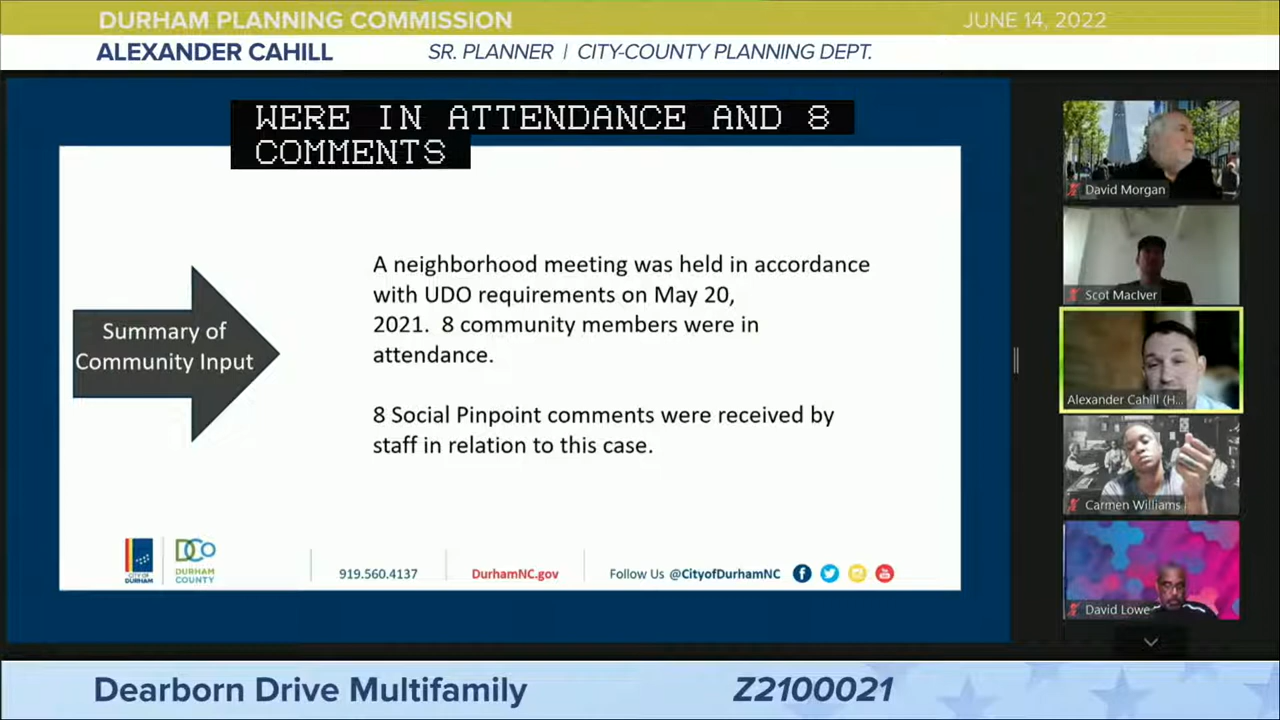 DURHAM PLANNING COMMISSION
JUNE 14, 2022
ALEXANDER CAHILL
SR. PLANNER | CITY-COUNTY PLANNING DEPT.
WERE IN ATTENDANCE AND 8
COMMENTS
Summary of
Community Input
A neighborhood meeting was held in accordance
with UDO requirements on May 20,
2021. 8 community members were in
attendance.
8 Social Pinpoint comments were received by
staff in relation to this case.
CITY OF
DURHAM
DCo
DURHAM
COUNTY
919.560.4137
DurhamNC.gov
Follow Us @CityofDurhamNC
David Morgan
Scot MacIver
Alexander Cahill (H...
Carmen Williams
David Lowe
Dearborn Drive Multifamily
Z2100021